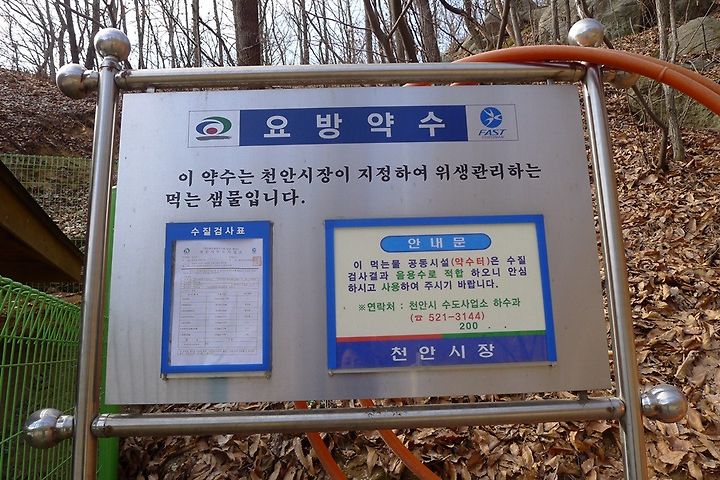 요방약수
FAST
이 약수는 천안시장이 지정하여 위생관리하는
먹는 샘물입니다.
수질검사표
안내문
이 먹는물 공동시설(약수터)은 수질
검사결과 음용수로 적합 하오니 안심
하시고 사용하여 주시기 바랍니다.
※연락처 : 천안시 수도사업소 하수과
(☎ 521-3144)
200 .
천안시장